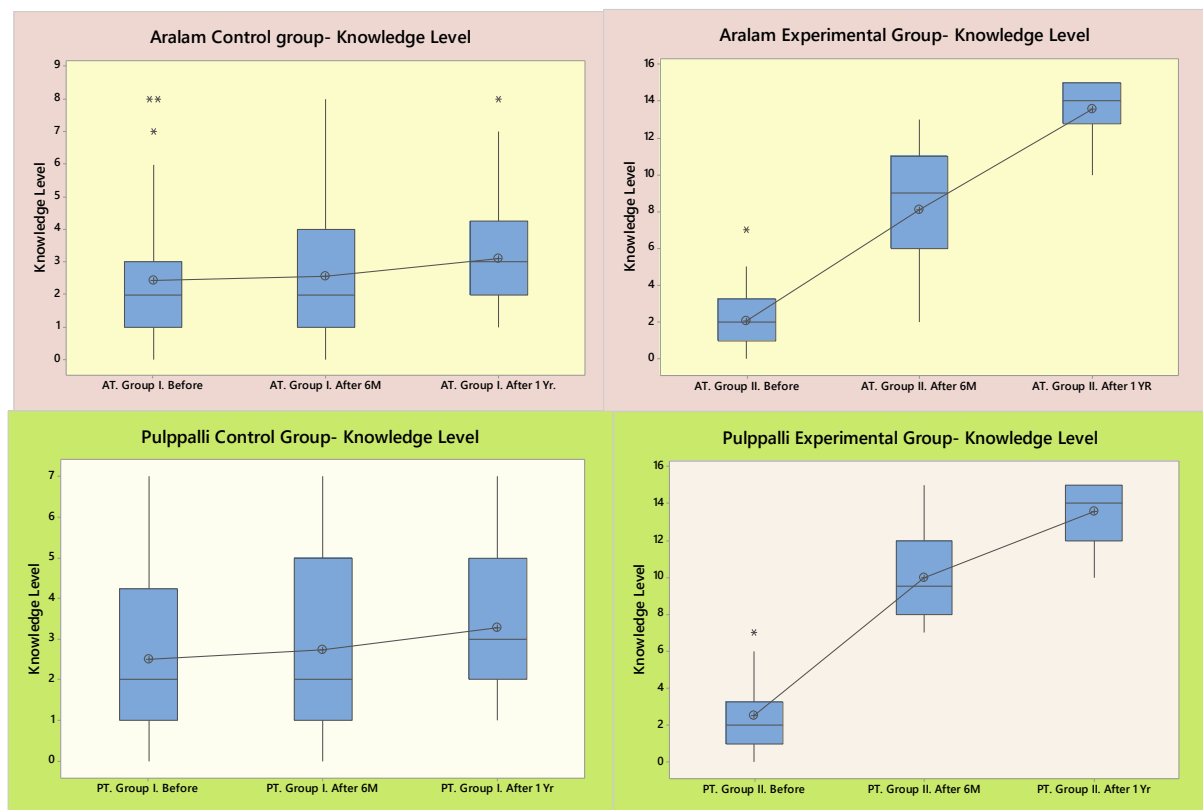 Aralam Control group- Knowledge Level
Knowledge Level
9
8
7
6
5
4
3
2
1
0
AT. Group I. Before
AT. Group I. After 6M
AT. Group I. After 1 Yr.
Aralam Experimental Group- Knowledge Level
Knowledge Level
16
14
12
10
8
6
4
2
0
AT. Group II. Before
AT. Group II. After 6M
AT. Group II. After 1 YR
Pulppalli Control Group- Knowledge Level
Knowledge Level
7
6
5
4
3
2
1
0
PT. Group I. Before
PT. Group I. After 6M
PT. Group I. After 1 Yr
Pulppalli Experimental Group- Knowledge Level
Knowledge Level
16
14
12
10
8
6
4
2
0
PT. Group II. Before
PT. Group II. After 6M
PT. Group II. After 1 Yr